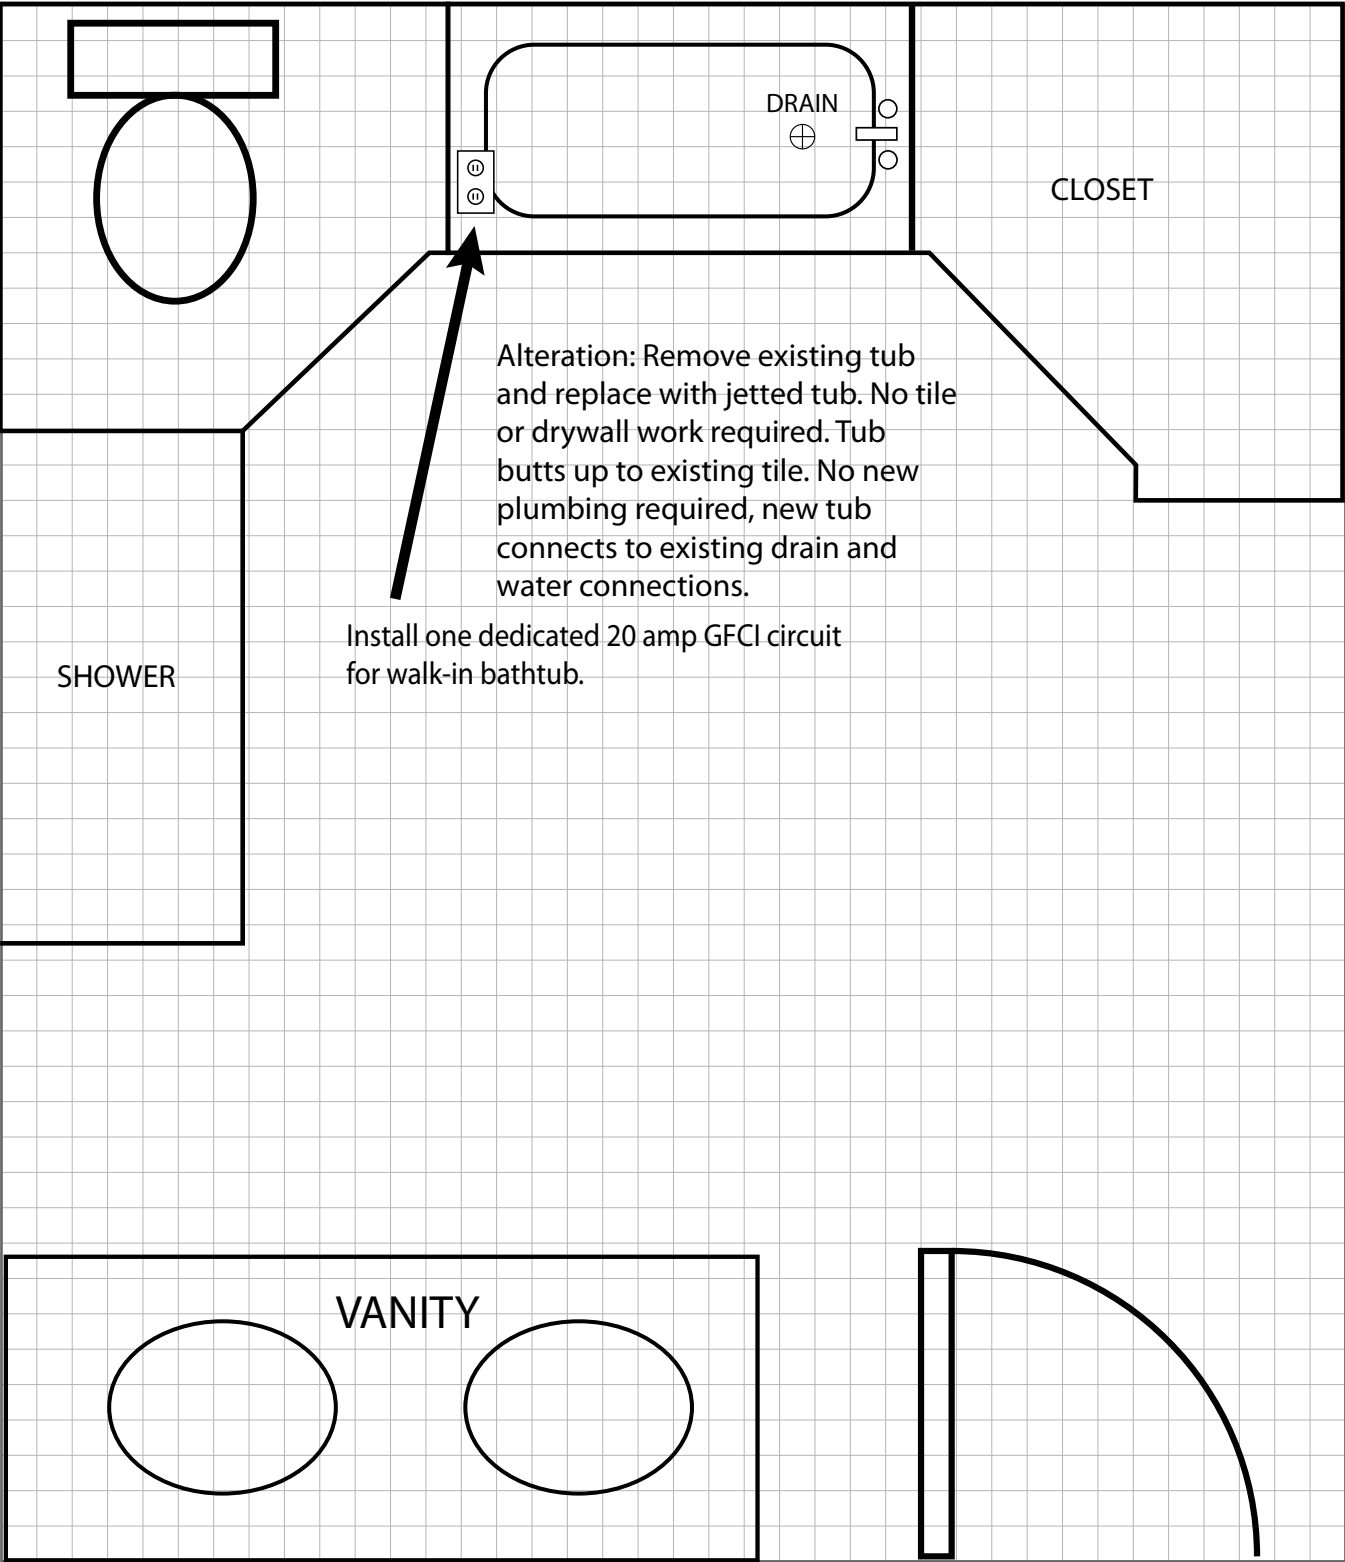 DRAIN
CLOSET
Alteration: Remove existing tub
and replace with jetted tub. No tile
or drywall work required. Tub
butts up to existing tile. No new
plumbing required, new tub
connects to existing drain and
water connections.
Install one dedicated 20 amp GFCI circuit
for walk-in bathtub.
SHOWER
VANITY